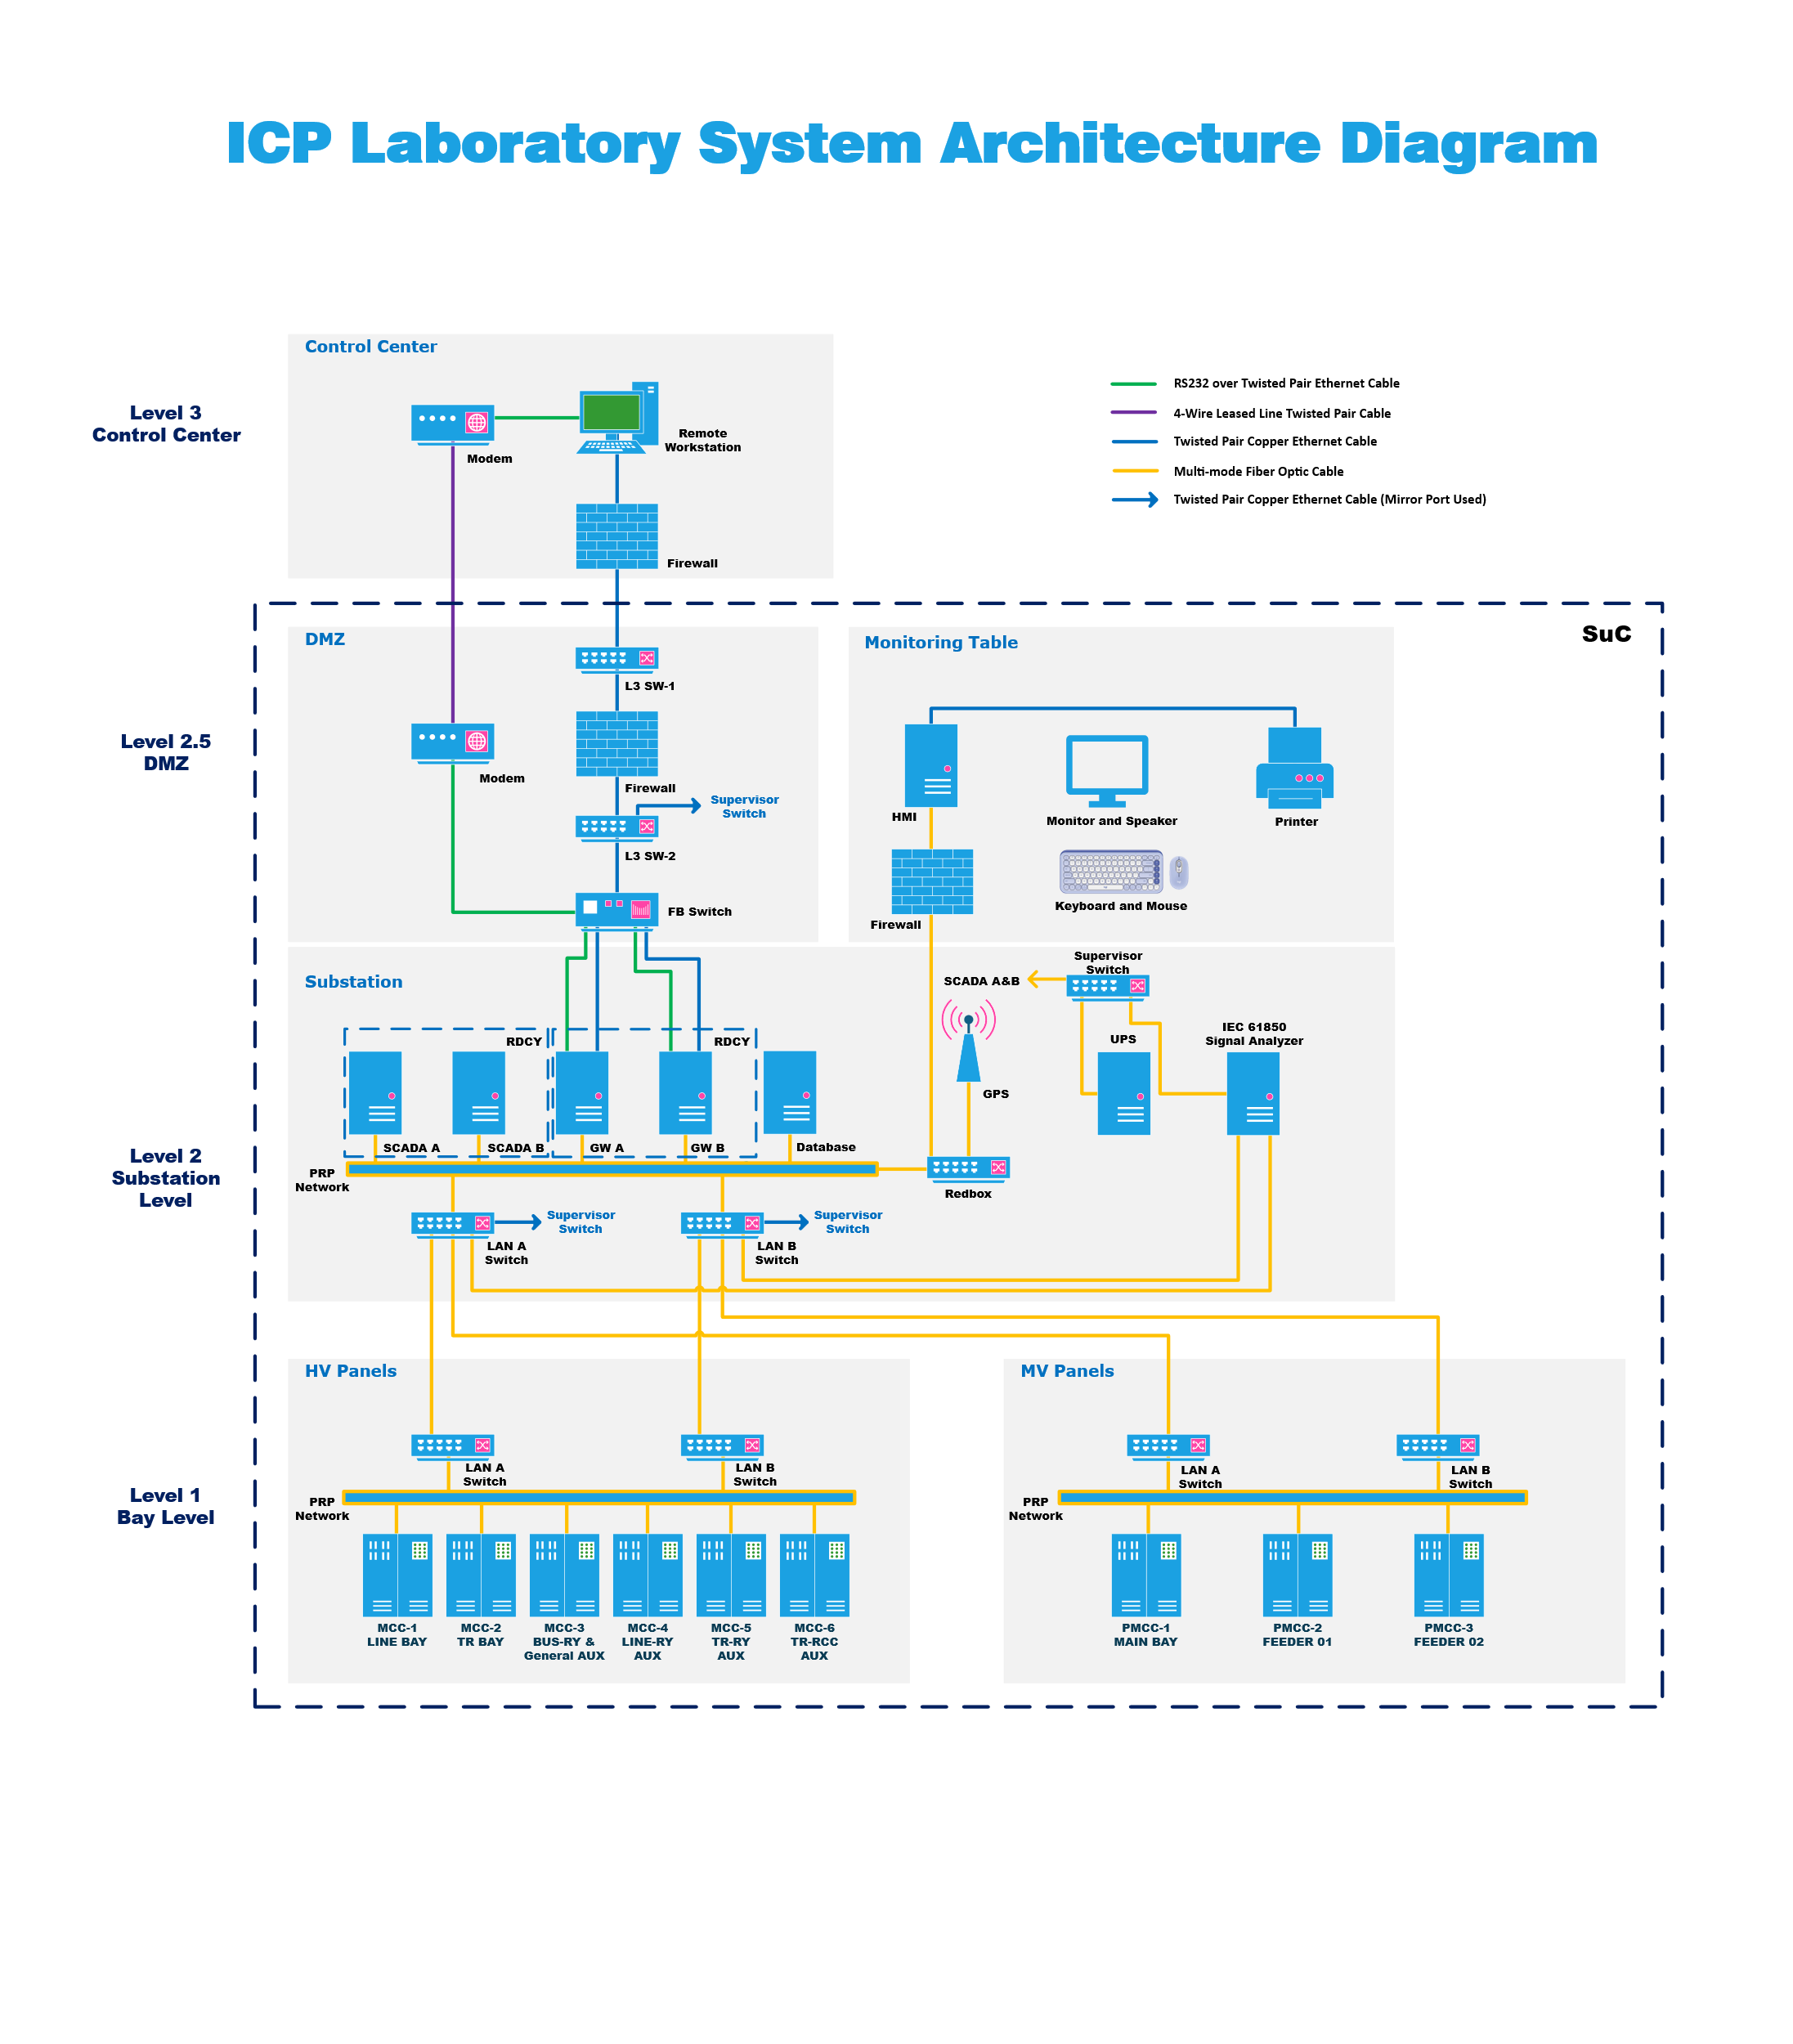 ICP Laboratory System Architecture Diagram
Control Center
Level 3
Control Center
Modem
Remote
Workstation
Firewall
RS232 over Twisted Pair Ethernet Cable
4-Wire Leased Line Twisted Pair Cable
Twisted Pair Copper Ethernet Cable
Multi-mode Fiber Optic Cable
Twisted Pair Copper Ethernet Cable (Mirror Port Used)
SuC
DMZ
Level 2.5
DMZ
L3 SW-1
Modem
Firewall
Supervisor
Switch
L3 SW-2
FB Switch
Monitoring Table
HMI
Monitor and Speaker
Printer
Keyboard and Mouse
Firewall
Substation
Level 2
Substation
Level
RDCY
RDCY
SCADA A
SCADA B
GW A
GW B
Database
PRP
Network
SCADA A&B
Supervisor
Switch
GPS
UPS
IEC 61850
Signal Analyzer
Redbox
Supervisor
Switch
LAN A
Switch
Supervisor
Switch
LAN B
Switch
HV Panels
Level 1
Bay Level
LAN A
Switch
LAN B
Switch
PRP
Network
MCC-1
LINE BAY
MCC-2
TR BAY
MCC-3
BUS-RY &
General AUX
MCC-4
LINE-RY
AUX
MCC-5
TR-RY
AUX
MCC-6
TR-RCC
AUX
MV Panels
LAN A
Switch
LAN B
Switch
PRP
Network
PMCC-1
MAIN BAY
PMCC-2
FEEDER 01
PMCC-3
FEEDER 02